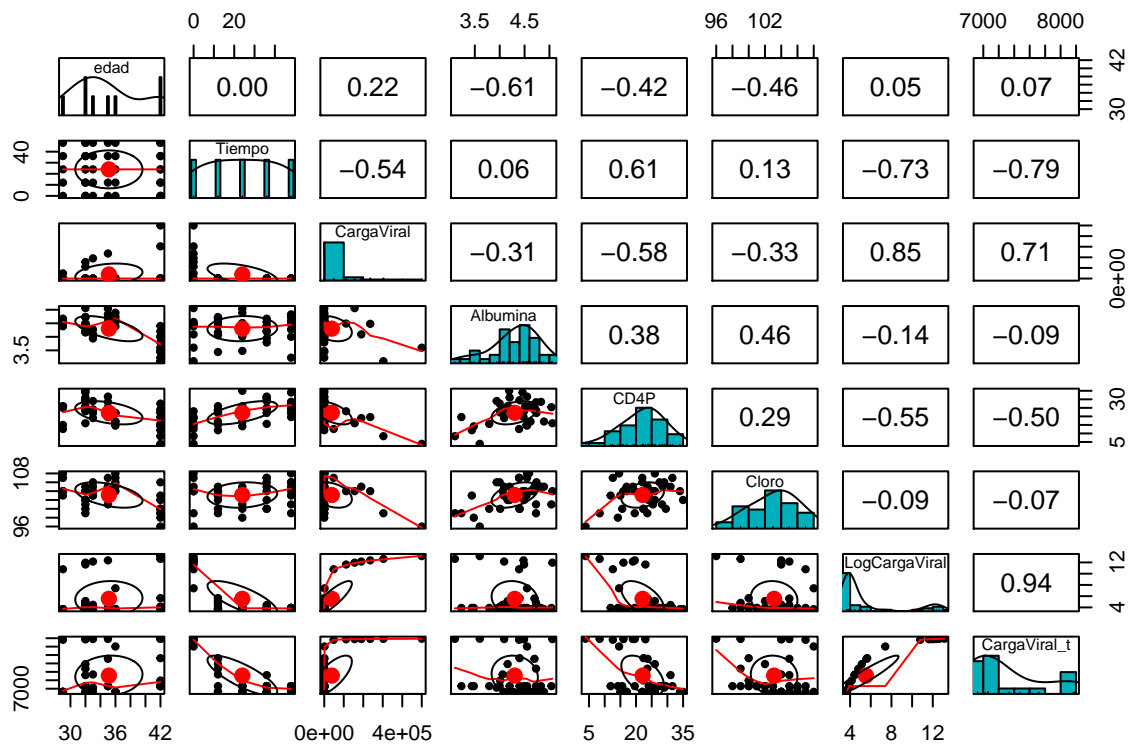 0 20 3.5 4.5 96 102 7000 8000
edad 0.00 0.22 −0.61 −0.42 −0.46 0.05 0.07 30 42
0 40 Tiempo −0.54 0.06 0.61 0.13 −0.73 −0.79
CargaViral −0.31 −0.58 −0.33 0.85 0.71 0e+00
3.5 Albumina 0.38 0.46 −0.14 −0.09
CD4P 0.29 −0.55 −0.50 5 30
96 108 Cloro −0.09 −0.07
LogCargaViral 0.94 4 12
7000 CargaViral_t
30 36 42 0e+00 4e+05 5 20 35 4 8 12